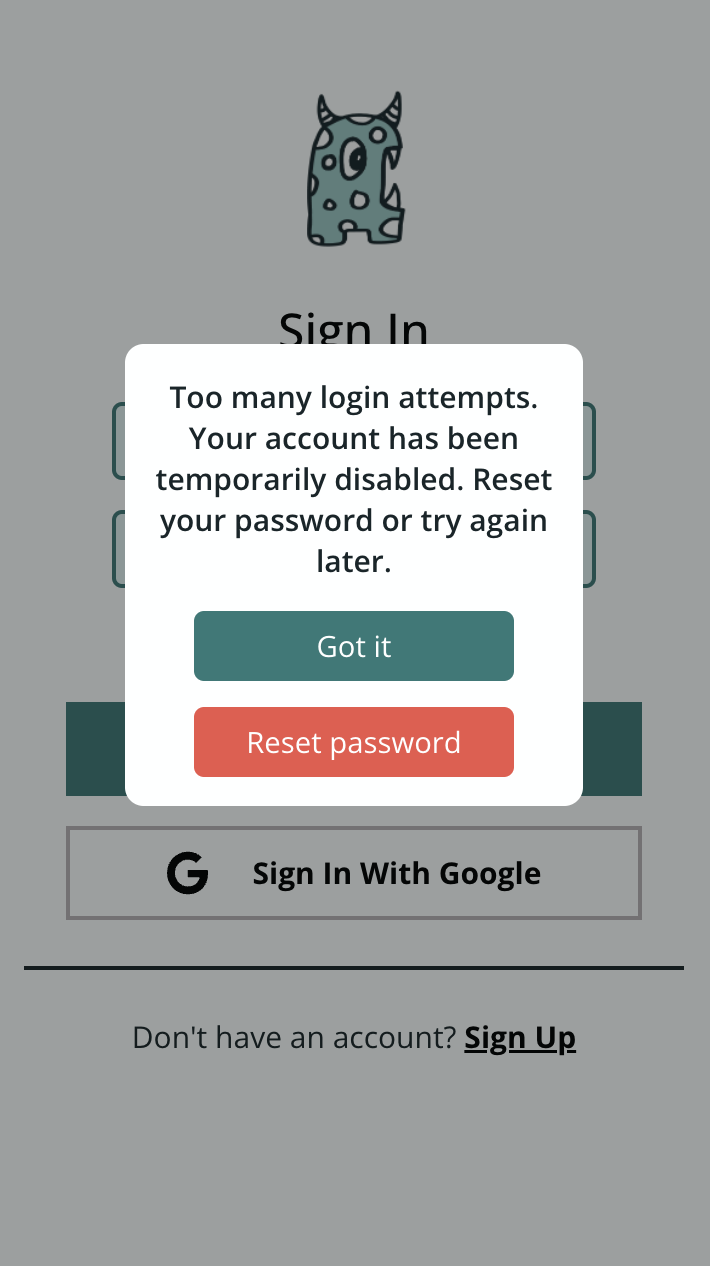 Sign In
Too many login attempts.
Your account has been
temporarily disabled. Reset
your password or try again
later.
Got it
Reset password
Sign In With Google
Don't have an account? Sign Up